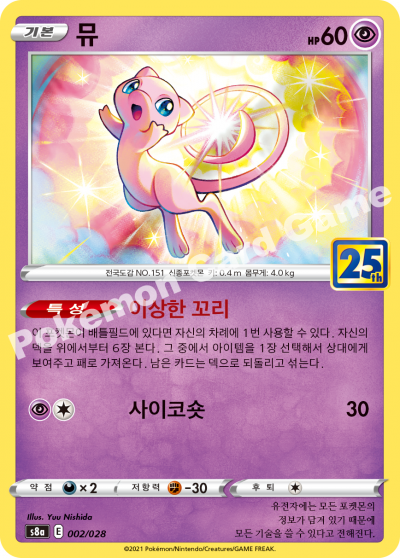 기본 뮤 HP60
전국도감 NO.151 신종포켓몬 키: 0.4 m 몸무게: 4.0 kg
25th
특성 이상한 꼬리
이 포켓몬이 배틀필드에 있다면 자신의 차례에 1번 사용할 수 있다. 자신의
덱을 위에서부터 6장 본다. 그 중에서 아이템을 1장 선택해서 상대에게
보여주고 패로 가져온다. 남은 카드는 덱으로 되돌리고 섞는다.
사이코숏 30
약점 ×2 저항력 -30 후퇴
Illus. Yuu Nishida
s8a E 002/028
유전자에는 모든 포켓몬의
정보가 담겨 있기 때문에
모든 기술을 쓸 수 있다고 전해진다.
©2021 Pokémon/Nintendo/Creatures/GAME FREAK.
Pokémon Card Game